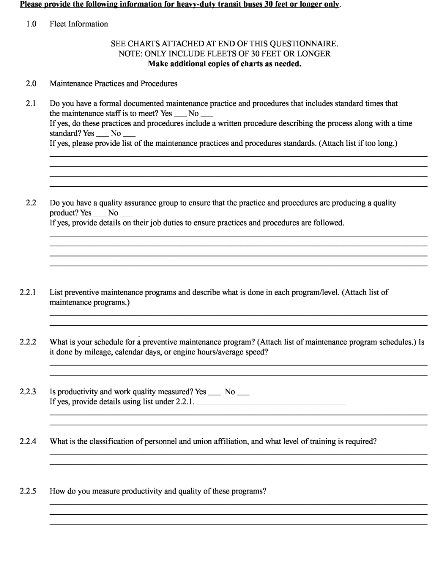 Please provide the following information for heavy-duty transit buses 30 feet or longer only.
1.0 Fleet Information
SEE CHARTS ATTACHED AT END OF THIS QUESTIONNAIRE.
NOTE: ONLY INCLUDE FLEETS OF 30 FEET OR LONGER
Make additional copies of charts as needed.
2.0 Maintenance Practices and Procedures
2.1 Do you have a formal documented maintenance practice and procedures that includes standard times that
the maintenance staff is to meet? Yes ___ No ___
If yes, do these practices and procedures include a written procedure describing the process along with a time
standard? Yes ___ No ___
If yes, please provide list of the maintenance practices and procedures standards. (Attach list if too long.)
2.2 Do you have a quality assurance group to ensure that the practice and procedures are producing a quality
product? Yes ___ No ___
If yes, provide details on their job duties to ensure practices and procedures are followed.
2.2.1 List preventive maintenance programs and describe what is done in each program/level. (Attach list of
maintenance programs.)
2.2.2 What is your schedule for a preventive maintenance program? (Attach list of maintenance program schedules.) Is
it done by mileage, calendar days, or engine hours/average speed?
2.2.3 Is productivity and work quality measured? Yes ___ No ___
If yes, provide details using list under 2.2.1.
2.2.4 What is the classification of personnel and union affiliation, and what level of training is required?
2.2.5 How do you measure productivity and quality of these programs?